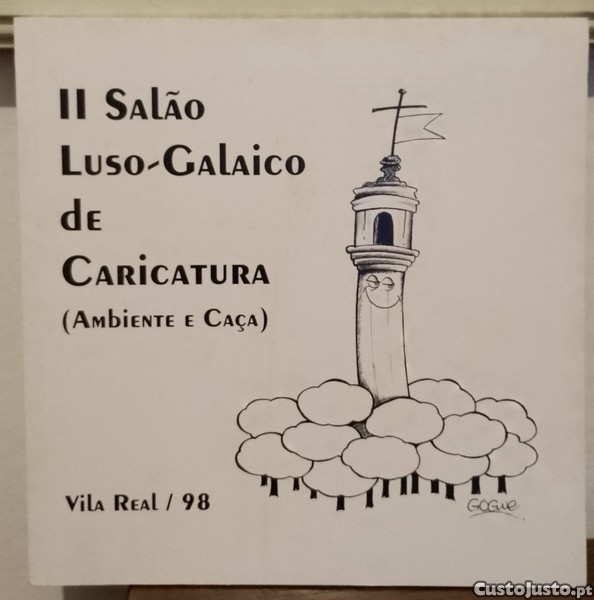 II Salão
Luso-Galaico
de
Caricatura
(Ambiente e Caça)
Vila Real / 98
GOGUE
CustoJusto.pt